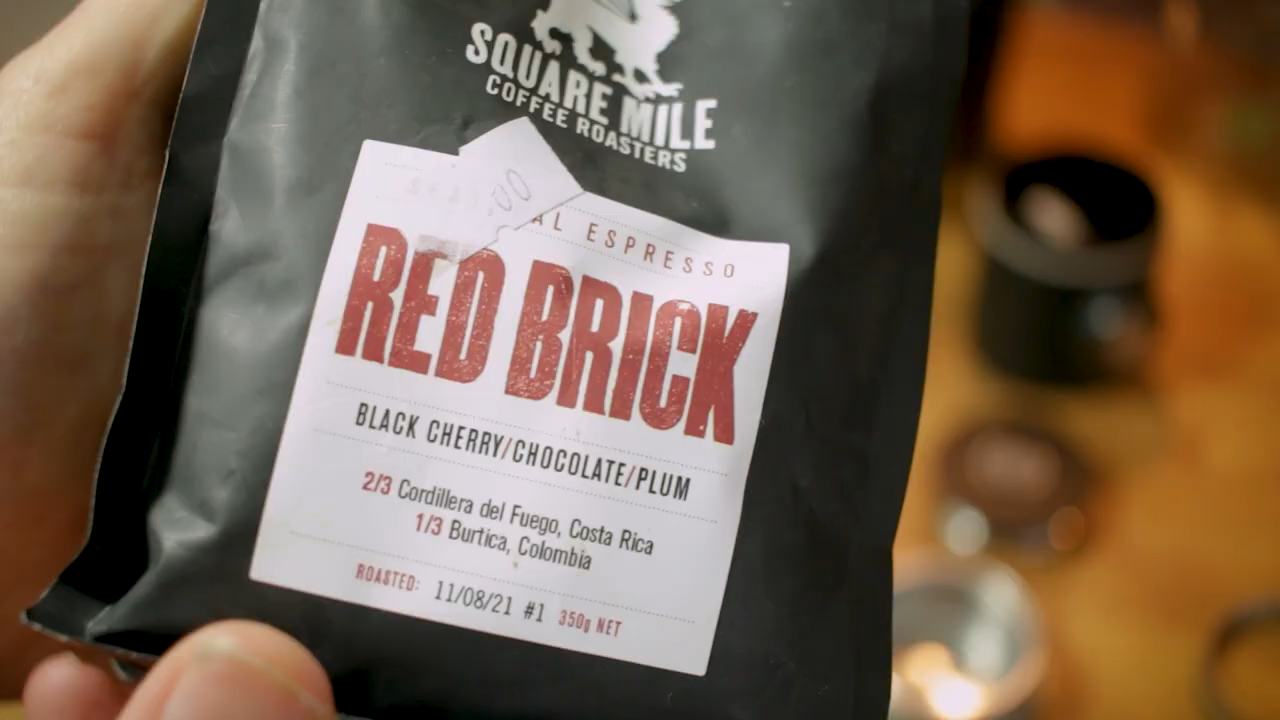 SQUARE MILE
COFFEE ROASTERS
AL ESPRESSO
RED BRICK
BLACK CHERRY/CHOCOLATE/PLUM
2/3 Cordillera del Fuego, Costa Rica
1/3 Burtica, Colombia
ROASTED: 11/08/21 #1 350g NET